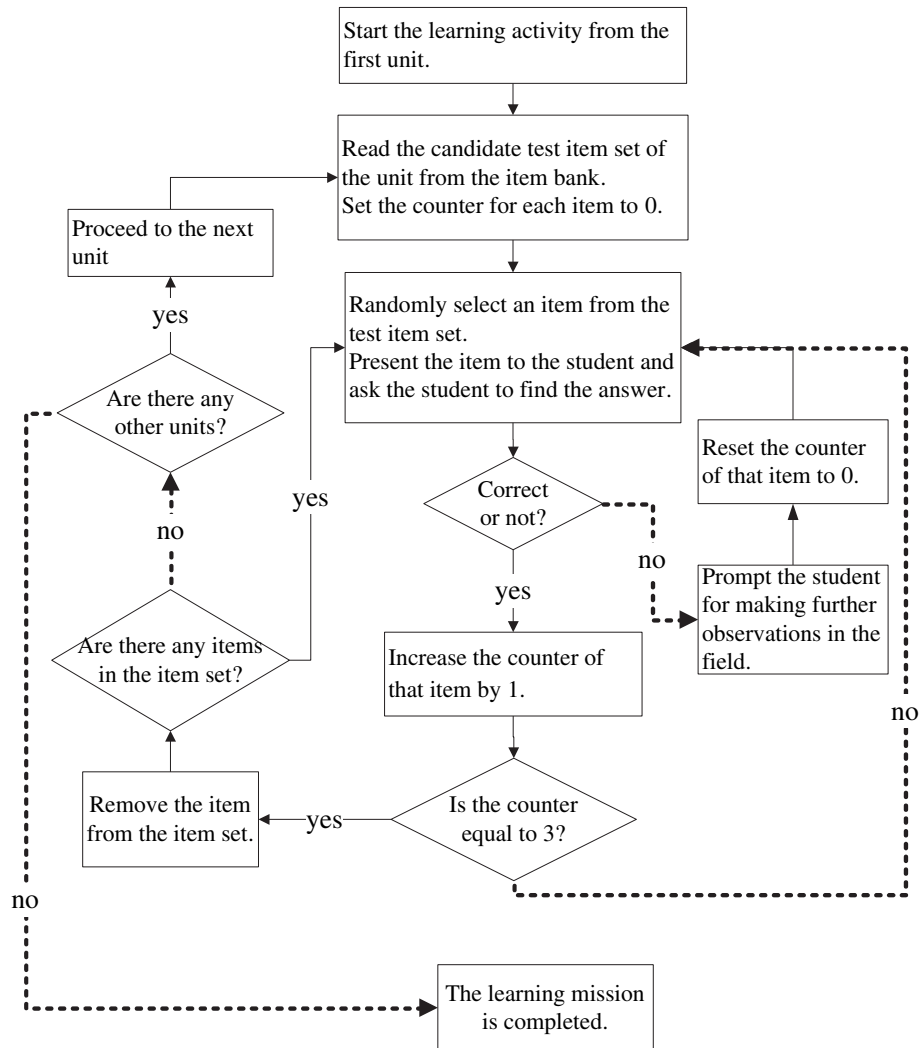 Start the learning activity from the
first unit.
Read the candidate test item set of
the unit from the item bank.
Set the counter for each item to 0.
Proceed to the next
unit
Randomly select an item from the
test item set.
Present the item to the student and
ask the student to find the answer.
yes
Are there any
other units?
Reset the counter
of that item to 0.
yes
Correct
or not?
no
no
Prompt the student
for making further
observations in the
field.
yes
Are there any items
in the item set?
Increase the counter of
that item by 1.
no
Remove the item
from the item set.
yes
Is the counter
equal to 3?
no
The learning mission
is completed.